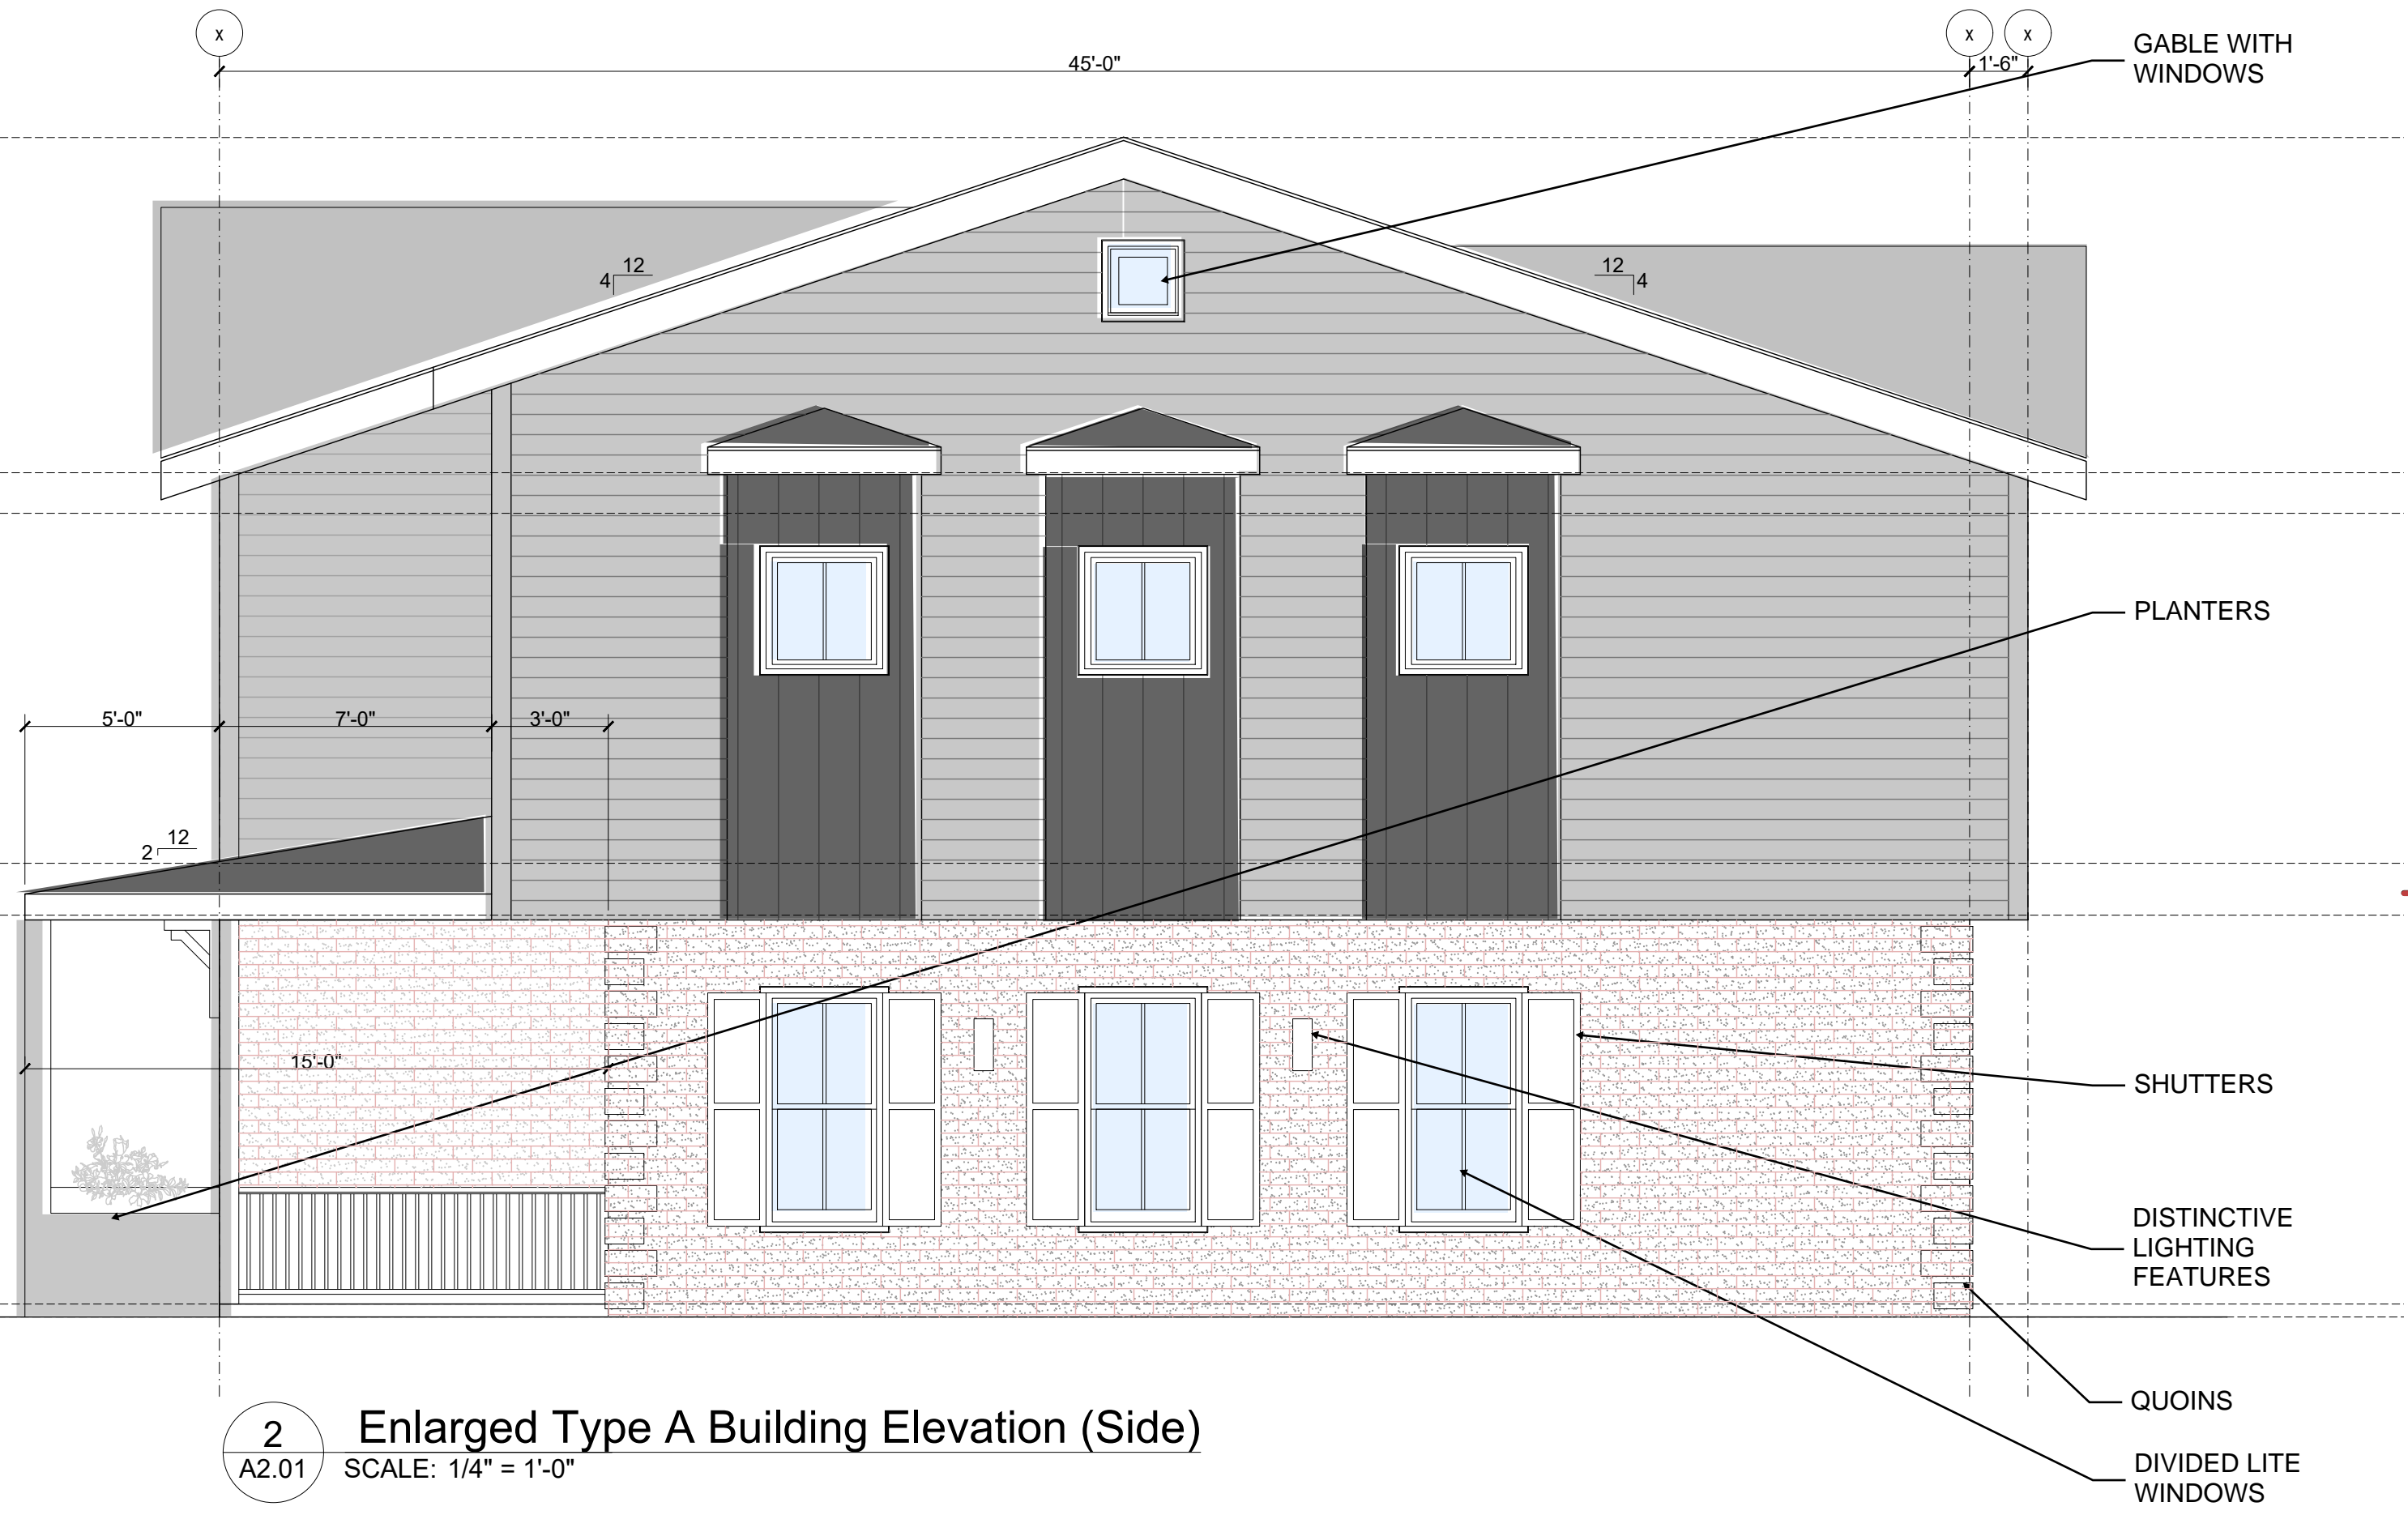 X
X
X
45'-0"
1'-6"
GABLE WITH
WINDOWS
12
4
12
4
PLANTERS
5'-0"
7'-0"
3'-0"
12
2
15'-0"
SHUTTERS
DISTINCTIVE
LIGHTING
FEATURES
QUOINS
2
A2.01
Enlarged Type A Building Elevation (Side)
SCALE: 1/4" = 1'-0"
DIVIDED LITE
WINDOWS